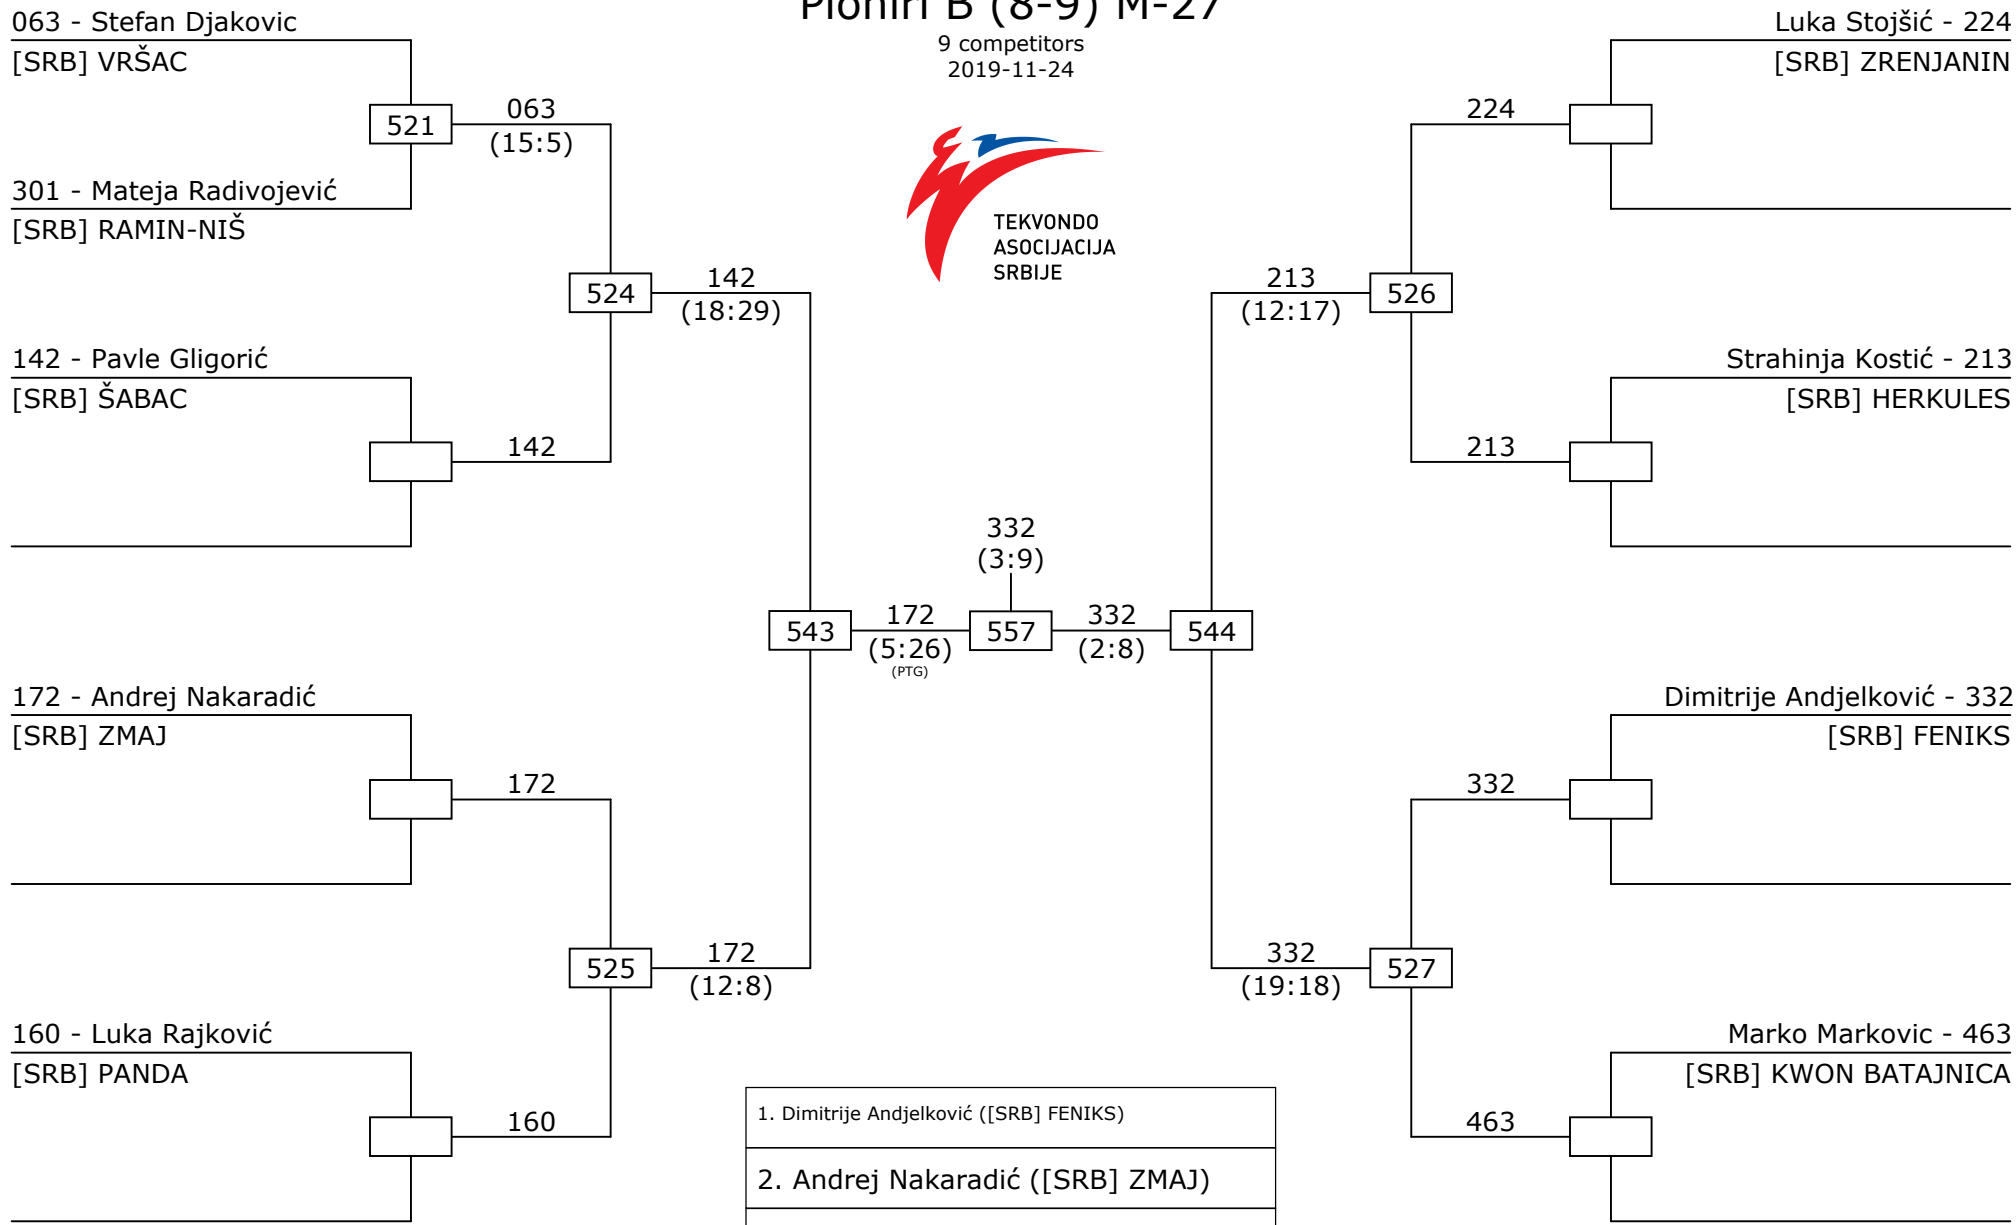 Pioniri B (8-9) M-27
9 competitors
2019-11-24
TEKVONDO
ASOCIJACIJA
SRBIJE
063 - Stefan Djakovic
[SRB] VRŠAC
521
063
(15:5)
301 - Mateja Radivojević
[SRB] RAMIN-NIŠ
524
142
(18:29)
142 - Pavle Gligorić
[SRB] ŠABAC
142
543
172
(5:26)
(PTG)
172 - Andrej Nakaradić
[SRB] ZMAJ
172
525
172
(12:8)
160 - Luka Rajković
[SRB] PANDA
160
332
(3:9)
557
332
(2:8)
544
Luka Stojšić - 224
[SRB] ZRENJANIN
224
213
(12:17)
526
Strahinja Kostić - 213
[SRB] HERKULES
213
Dimitrije Andjelković - 332
[SRB] FENIKS
332
332
(19:18)
527
Marko Markovic - 463
[SRB] KWON BATAJNICA
463
1. Dimitrije Andjelković ([SRB] FENIKS)
2. Andrej Nakaradić ([SRB] ZMAJ)